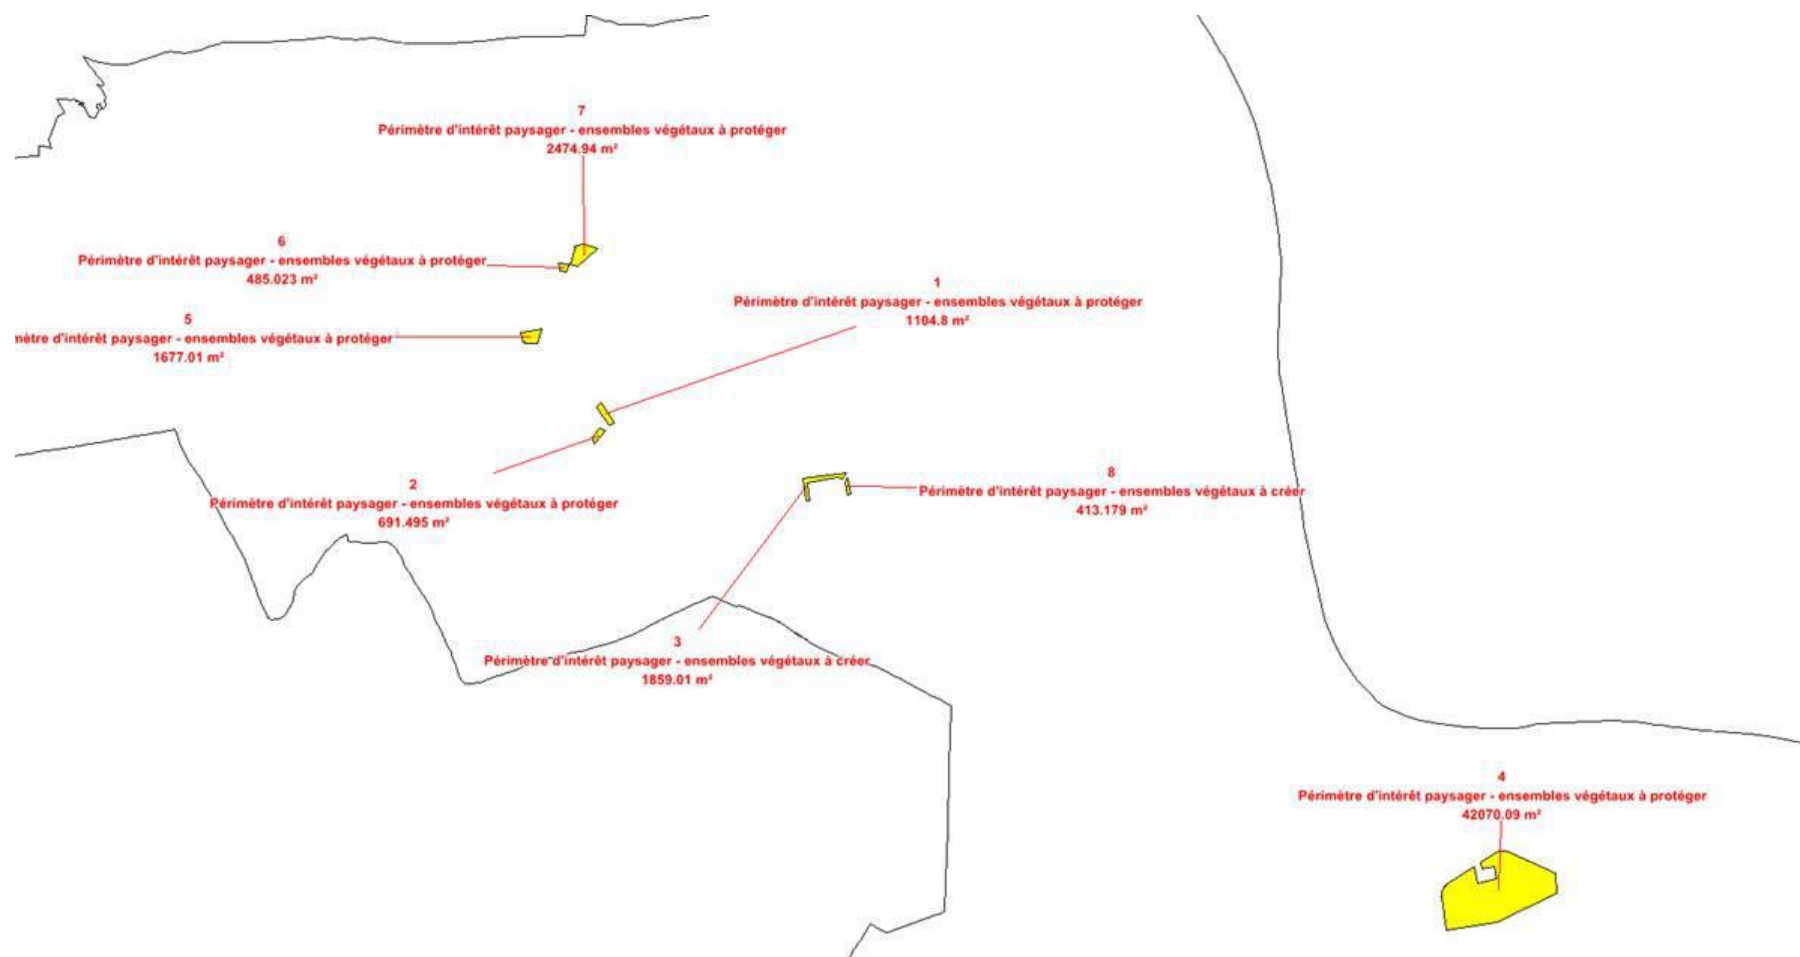 7
Périmètre d'intérêt paysager - ensembles végétaux à protéger
2474.94 m²
6
Périmètre d'intérêt paysager - ensembles végétaux à protéger
485.023 m²
1
Périmètre d'intérêt paysager - ensembles végétaux à protéger
1104.8 m²
5
mètre d'intérêt paysager - ensembles végétaux à protéger
1677.01 m²
2
Périmètre d'intérêt paysager - ensembles végétaux à protéger
691.495 m²
8
Périmètre d'intérêt paysager - ensembles végétaux à créer
413.179 m²
3
Périmètre d'intérêt paysager - ensembles végétaux à créer
1859.01 m²
4
Périmètre d'intérêt paysager - ensembles végétaux à protéger
42070.09 m²